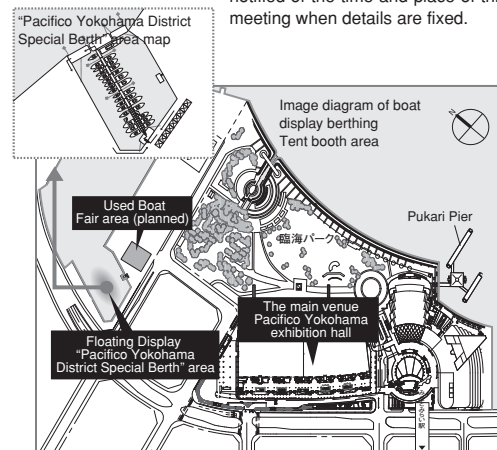 notified of the time and place of th
meeting when details are fixed.
"Pacifico Yokohama District
Special Berth" area map
Image diagram of boat
display berthing
Tent booth area
N
Used Boat
Fair area (planned)
Pukari Pier
臨海パーク
The main venue
Pacifico Yokohama
exhibition hall
Floating Display
"Pacifico Yokohama
District Special Berth" area